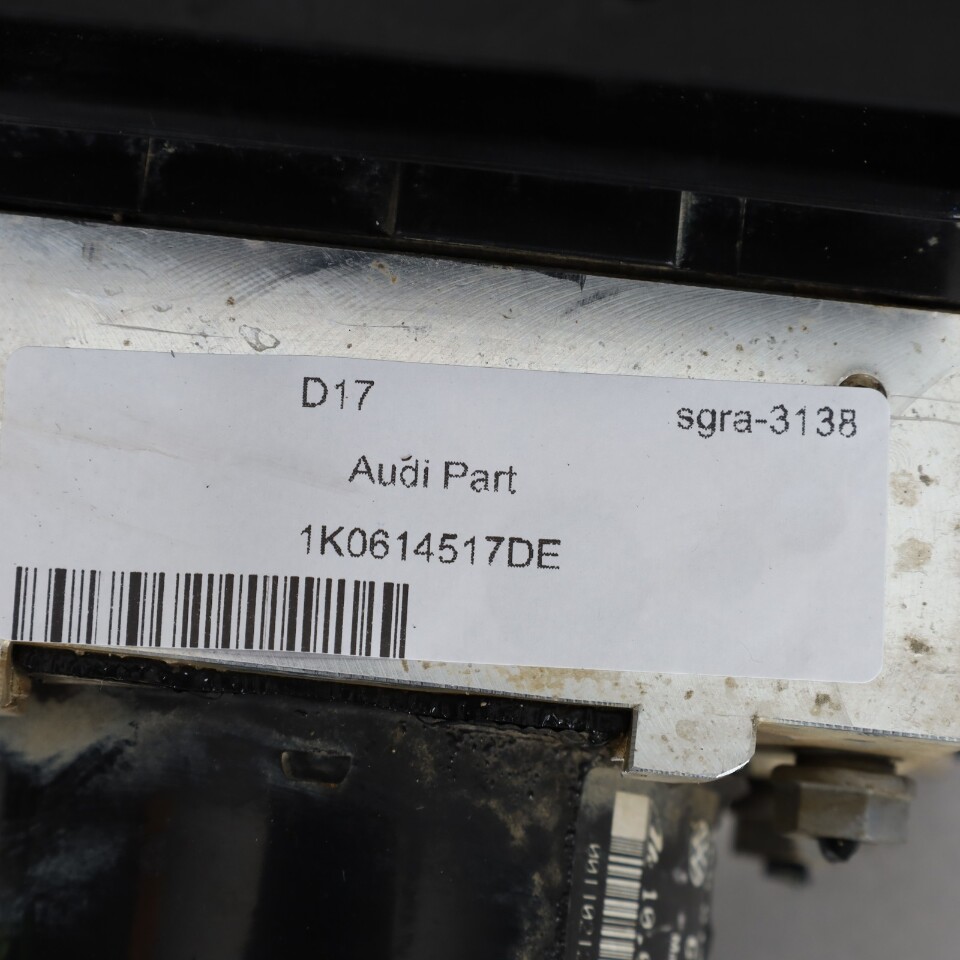 D17
sgra-3138
Audi Part
1K0614517DE